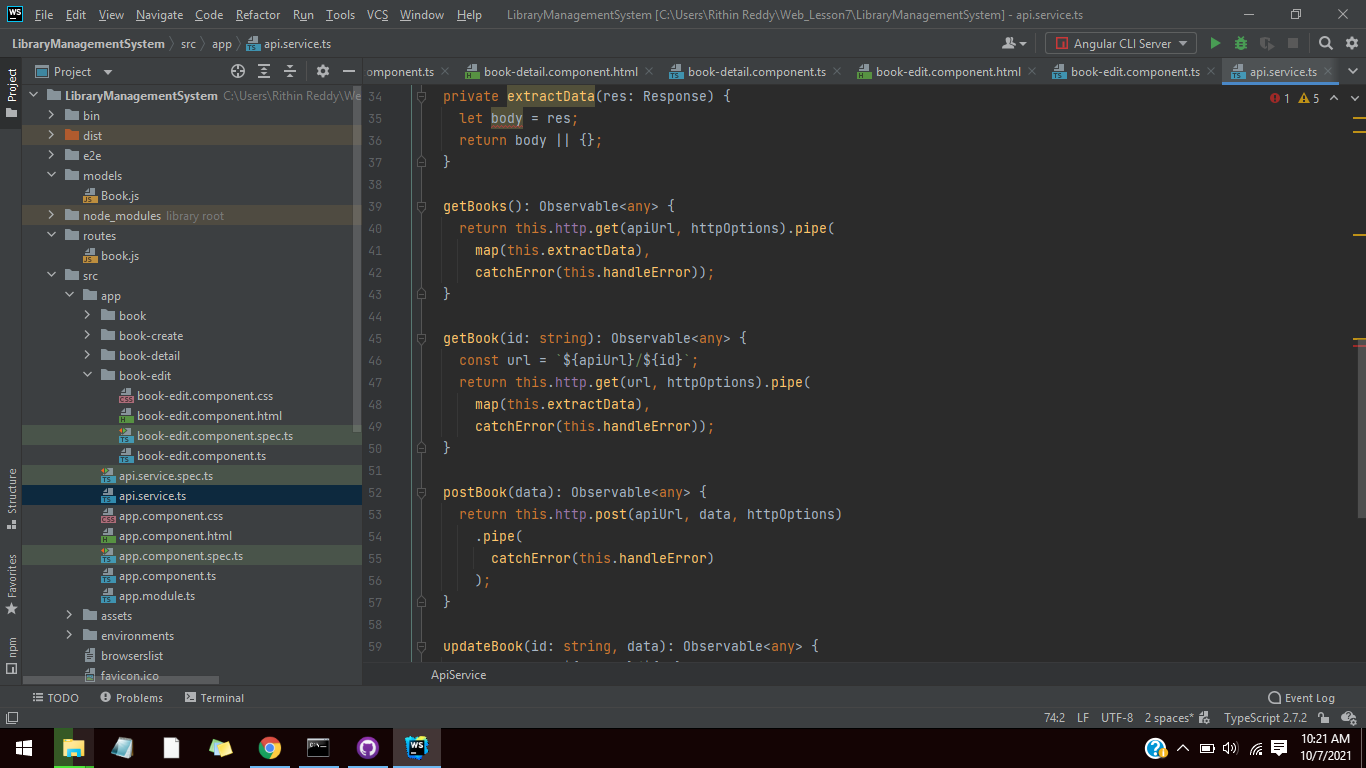 WS File Edit View Navigate Code Refactor Run Tools VCS Window Help LibraryManagementSystem [C:\Users\Rithin Reddy\Web_Lesson7\LibraryManagementSystem] - api.service.ts
LibraryManagementSystem src app api.service.ts Angular CLI Server
Project
Project
omponent.ts book-detail.component.html book-detail.component.ts book-edit.component.html book-edit.component.ts api.service.ts
LibraryManagementSystem C:\Users\Rithin Reddy\We
bin
dist
e2e
models
Book.js
node_modules library root
routes
book.js
src
app
book
book-create
book-detail
book-edit
book-edit.component.css
book-edit.component.html
book-edit.component.spec.ts
book-edit.component.ts
api.service.spec.ts
api.service.ts
app.component.css
app.component.html
app.component.spec.ts
app.component.ts
app.module.ts
assets
environments
browserslist
favicon.ico
Structure
Favorites
npm
1 5
34 private extractData(res: Response) {
35 let body = res;
36 return body || {};
37 }
38
39 getBooks(): Observable<any> {
40 return this.http.get(apiUrl, httpOptions).pipe(
41 map(this.extractData),
42 catchError(this.handleError));
43 }
44
45 getBook(id: string): Observable<any> {
46 const url = `${apiUrl}/${id}`;
47 return this.http.get(url, httpOptions).pipe(
48 map(this.extractData),
49 catchError(this.handleError));
50 }
51
52 postBook(data): Observable<any> {
53 return this.http.post(apiUrl, data, httpOptions)
54 .pipe(
55 catchError(this.handleError)
56 );
57 }
58
59 updateBook(id: string, data): Observable<any> {
ApiService
TODO Problems Terminal Event Log
74:2 LF UTF-8 2 spaces* TypeScript 2.7.2
WS
10:21 AM
10/7/2021